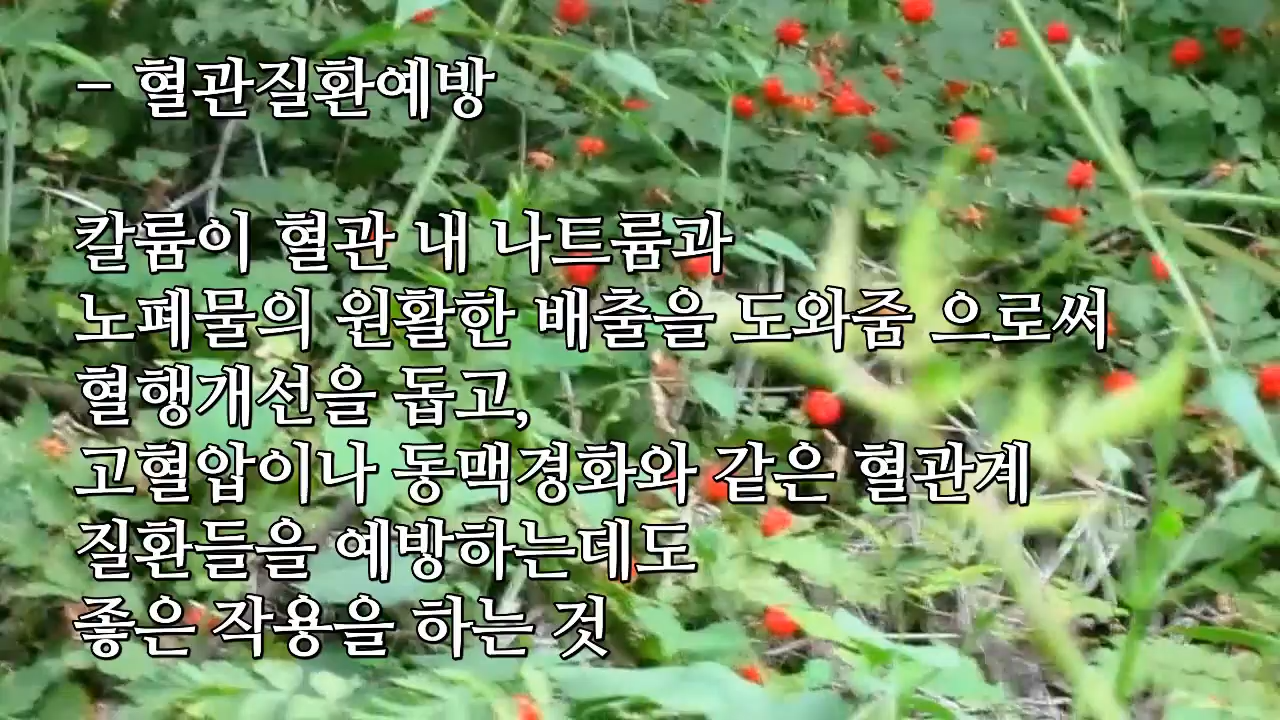 - 혈관질환예방
칼륨이 혈관 내 나트륨과
노폐물의 원활한 배출을 도와줌 으로써
혈행개선을 돕고,
고혈압이나 동맥경화와 같은 혈관계
질환들을 예방하는데도
좋은 작용을 하는 것